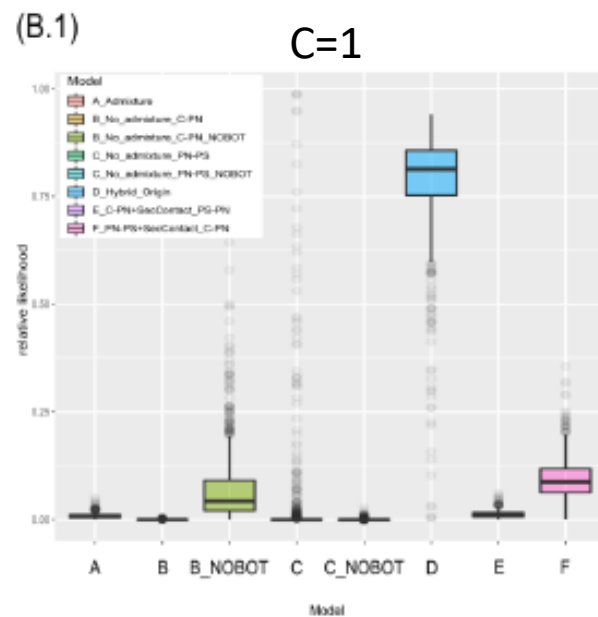 (B.1)
C=1
Model
A_Admixture
B_No_admixture_C-PN
B_No_admixture_C-PN_NOBOT
C_No_admixture_PN-PS
C_No_admixture_PN-PS_NOBOT
D_Hybrid_Origin
E_C-PN+SecContact_PS-PN
F_PN-PS+SecContact_C-PN
relative likelihood
1.00
0.75
0.50
0.25
0.00
A B B_NOBOT C C_NOBOT D E F
Model